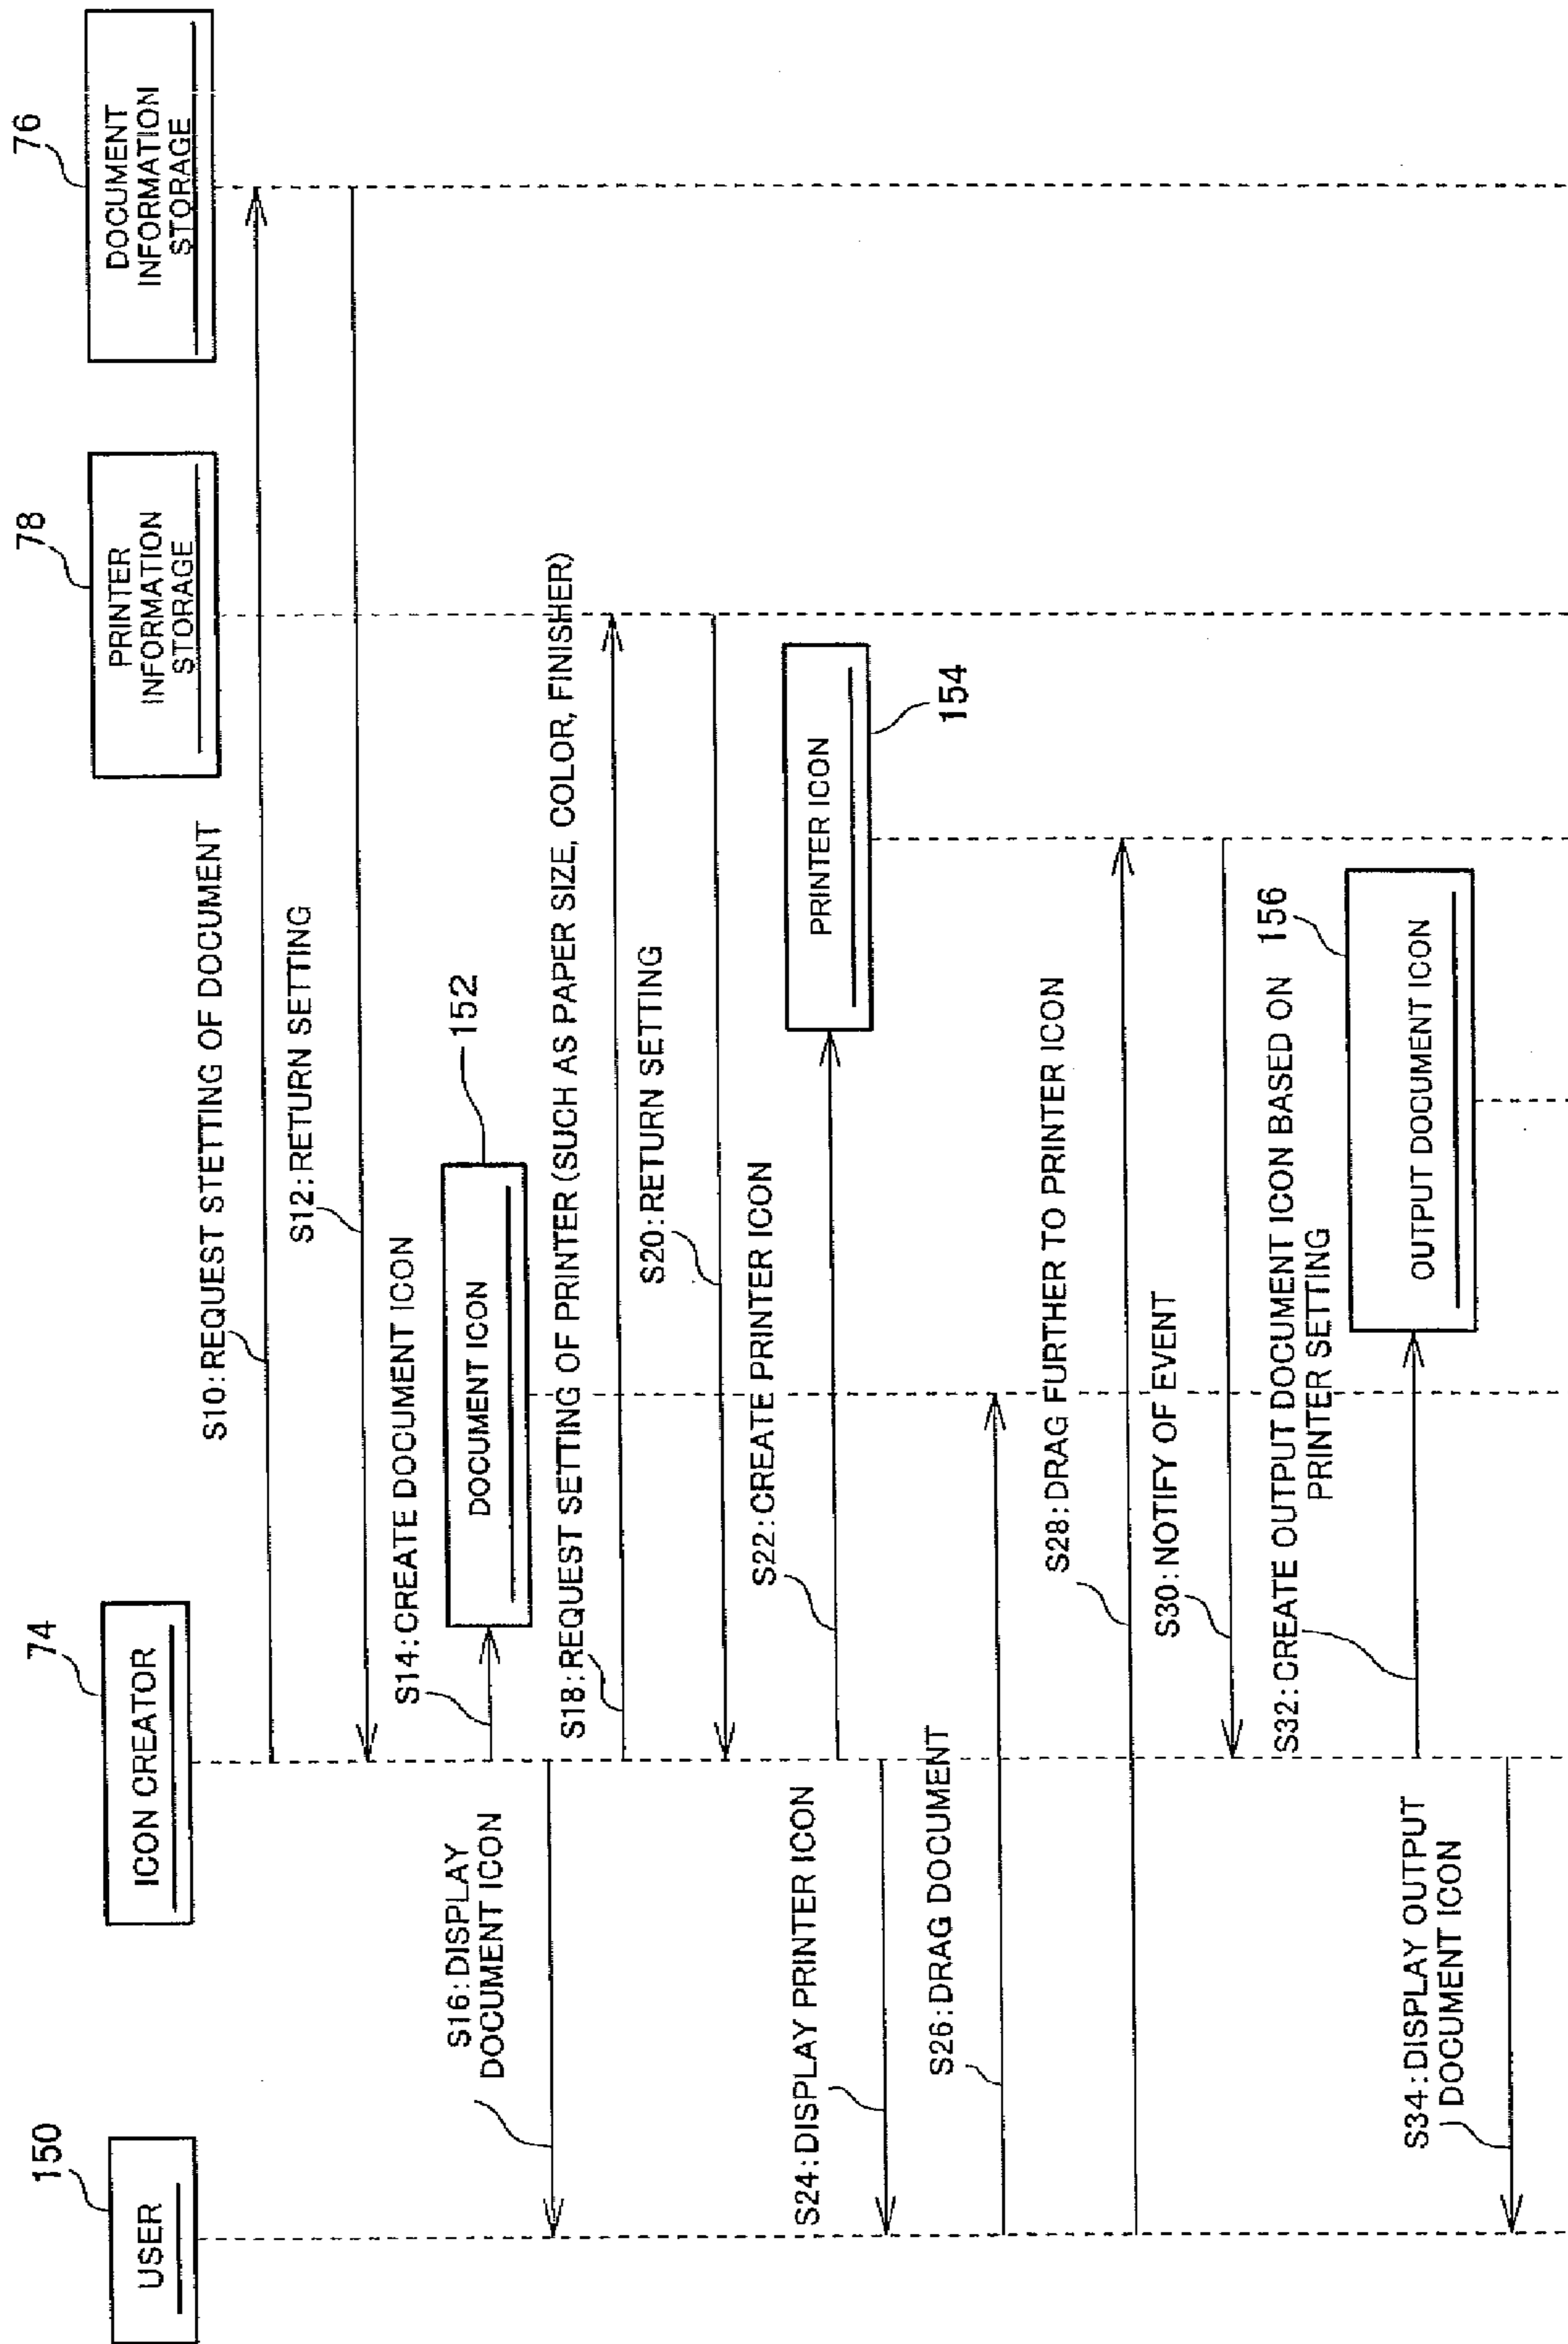 150
USER
74
ICON CREATOR
78
PRINTER
INFORMATION
STORAGE
76
DOCUMENT
INFORMATION
STORAGE
S10:REQUEST STETTING OF DOCUMENT
S12:RETURN SETTING
S14:CREATE DOCUMENT ICON
152
DOCUMENT ICON
S16:DISPLAY
DOCUMENT ICON
S18:REQUEST SETTING OF PRINTER (SUCH AS PAPER SIZE, COLOR, FINISHER)
S20:RETURN SETTING
S22:CREATE PRINTER ICON
PRINTER ICON
154
S24:DISPLAY PRINTER ICON
S26:DRAG DOCUMENT
S28:DRAG FURTHER TO PRINTER ICON
S30:NOTIFY OF EVENT
S32:CREATE OUTPUT DOCUMENT ICON BASED ON
PRINTER SETTING
156
OUTPUT DOCUMENT ICON
S34:DISPLAY OUTPUT
DOCUMENT ICON